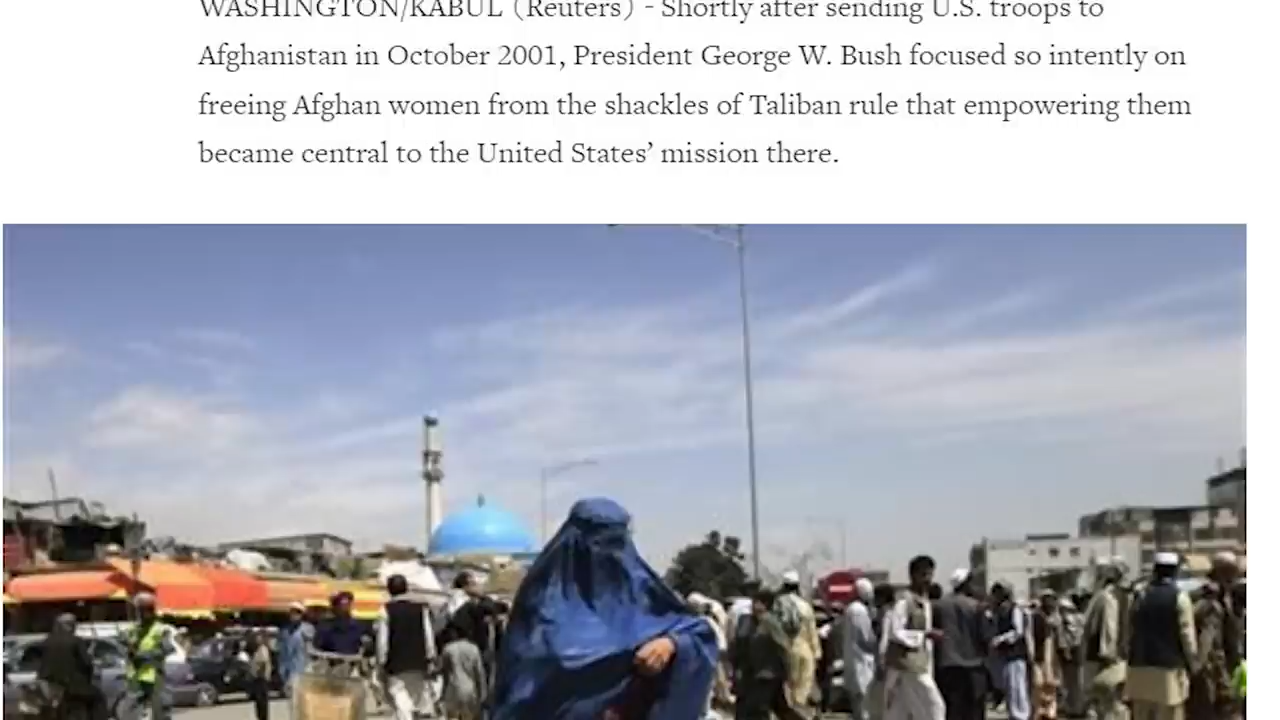 WASHINGTON/KABUL (Reuters) - Shortly after sending U.S. troops to
Afghanistan in October 2001, President George W. Bush focused so intently on
freeing Afghan women from the shackles of Taliban rule that empowering them
became central to the United States’ mission there.